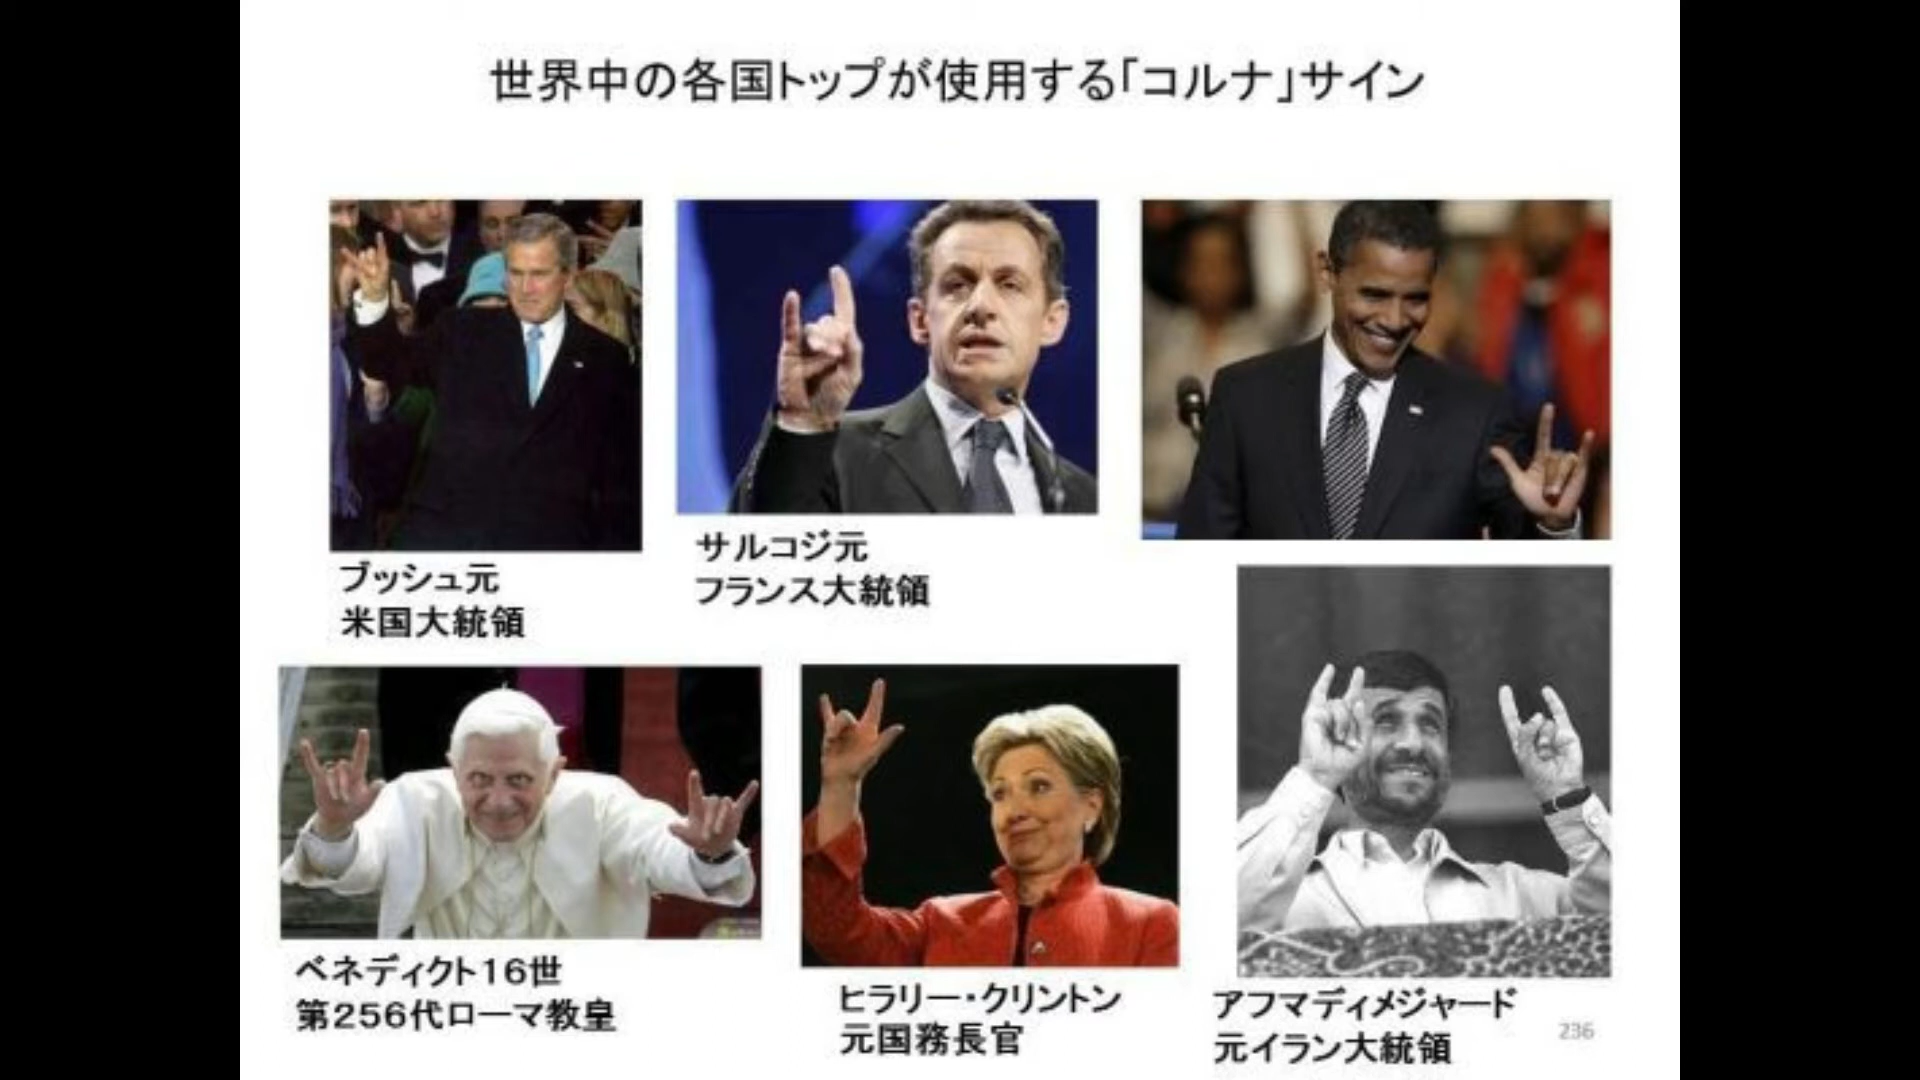 世界中の各国トップが使用する「コルナ」サイン
ブッシュ元
米国大統領
サルコジ元
フランス大統領
ベネディクト16世
第256代ローマ教皇
ヒラリー・クリントン
元国務長官
アフマディメジャード
元イラン大統領
236